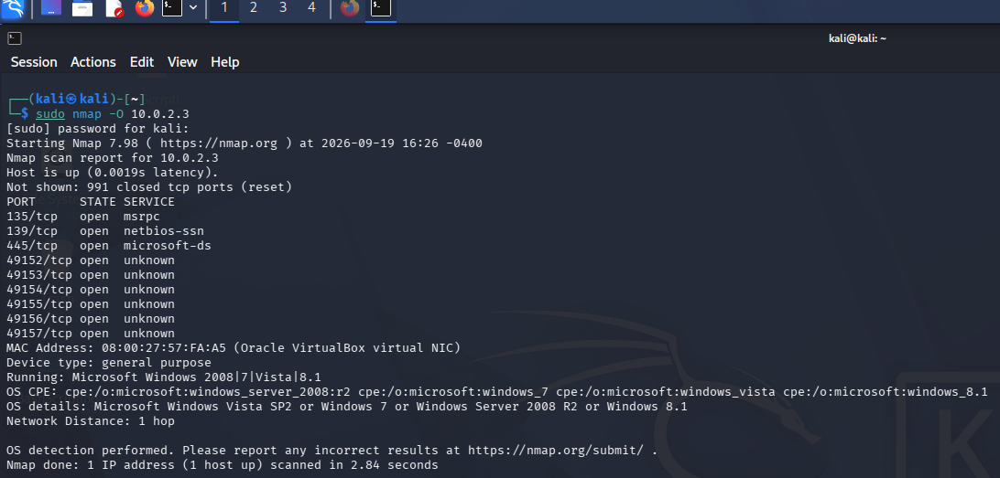 1 2 3 4
kali@kali: ~
Session Actions Edit View Help
┌──(kali㉿kali)-[~]
└─$ sudo nmap -O 10.0.2.3
[sudo] password for kali:
Starting Nmap 7.98 ( https://nmap.org ) at 2026-09-19 16:26 -0400
Nmap scan report for 10.0.2.3
Host is up (0.0019s latency).
Not shown: 991 closed tcp ports (reset)
PORT      STATE SERVICE
135/tcp   open  msrpc
139/tcp   open  netbios-ssn
445/tcp   open  microsoft-ds
49152/tcp open  unknown
49153/tcp open  unknown
49154/tcp open  unknown
49155/tcp open  unknown
49156/tcp open  unknown
49157/tcp open  unknown
MAC Address: 08:00:27:57:FA:A5 (Oracle VirtualBox virtual NIC)
Device type: general purpose
Running: Microsoft Windows 2008|7|Vista|8.1
OS CPE: cpe:/o:microsoft:windows_server_2008:r2 cpe:/o:microsoft:windows_7 cpe:/o:microsoft:windows_vista cpe:/o:microsoft:windows_8.1
OS details: Microsoft Windows Vista SP2 or Windows 7 or Windows Server 2008 R2 or Windows 8.1
Network Distance: 1 hop
OS detection performed. Please report any incorrect results at https://nmap.org/submit/ .
Nmap done: 1 IP address (1 host up) scanned in 2.84 seconds
K